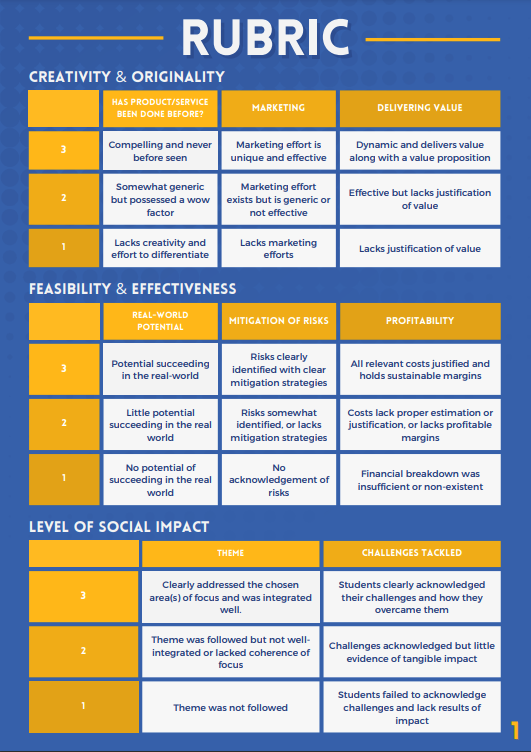 RUBRIC
CREATIVITY & ORIGINALITY
HAS PRODUCT/SERVICE
BEEN DONE BEFORE?
MARKETING
DELIVERING VALUE
3
Compelling and never
before seen
Marketing effort is
unique and effective
Dynamic and delivers value
along with a value proposition
2
Somewhat generic
but possessed a wow
factor
Marketing effort
exists but is generic or
not effective
Effective but lacks justification
of value
1
Lacks creativity and
effort to differentiate
Lacks marketing
efforts
Lacks justification of value
FEASIBILITY & EFFECTIVENESS
REAL-WORLD
POTENTIAL
MITIGATION OF RISKS
PROFITABILITY
3
Potential succeeding
in the real-world
Risks clearly
identified with clear
mitigation strategies
All relevant costs justified and
holds sustainable margins
2
Little potential
succeeding in the real
world
Risks somewhat
identified, or lacks
mitigation strategies
Costs lack proper estimation or
justification, or lacks profitable
margins
1
No potential of
succeeding in the real
world
No
acknowledgement of
risks
Financial breakdown was
insufficient or non-existent
LEVEL OF SOCIAL IMPACT
THEME
CHALLENGES TACKLED
3
Clearly addressed the chosen
area(s) of focus and was integrated
well.
Students clearly acknowledged
their challenges and how they
overcame them
2
Theme was followed but not well-
integrated or lacked coherence of
focus
Challenges acknowledged but little
evidence of tangible impact
1
Theme was not followed
Students failed to acknowledge
challenges and lack results of
impact
1